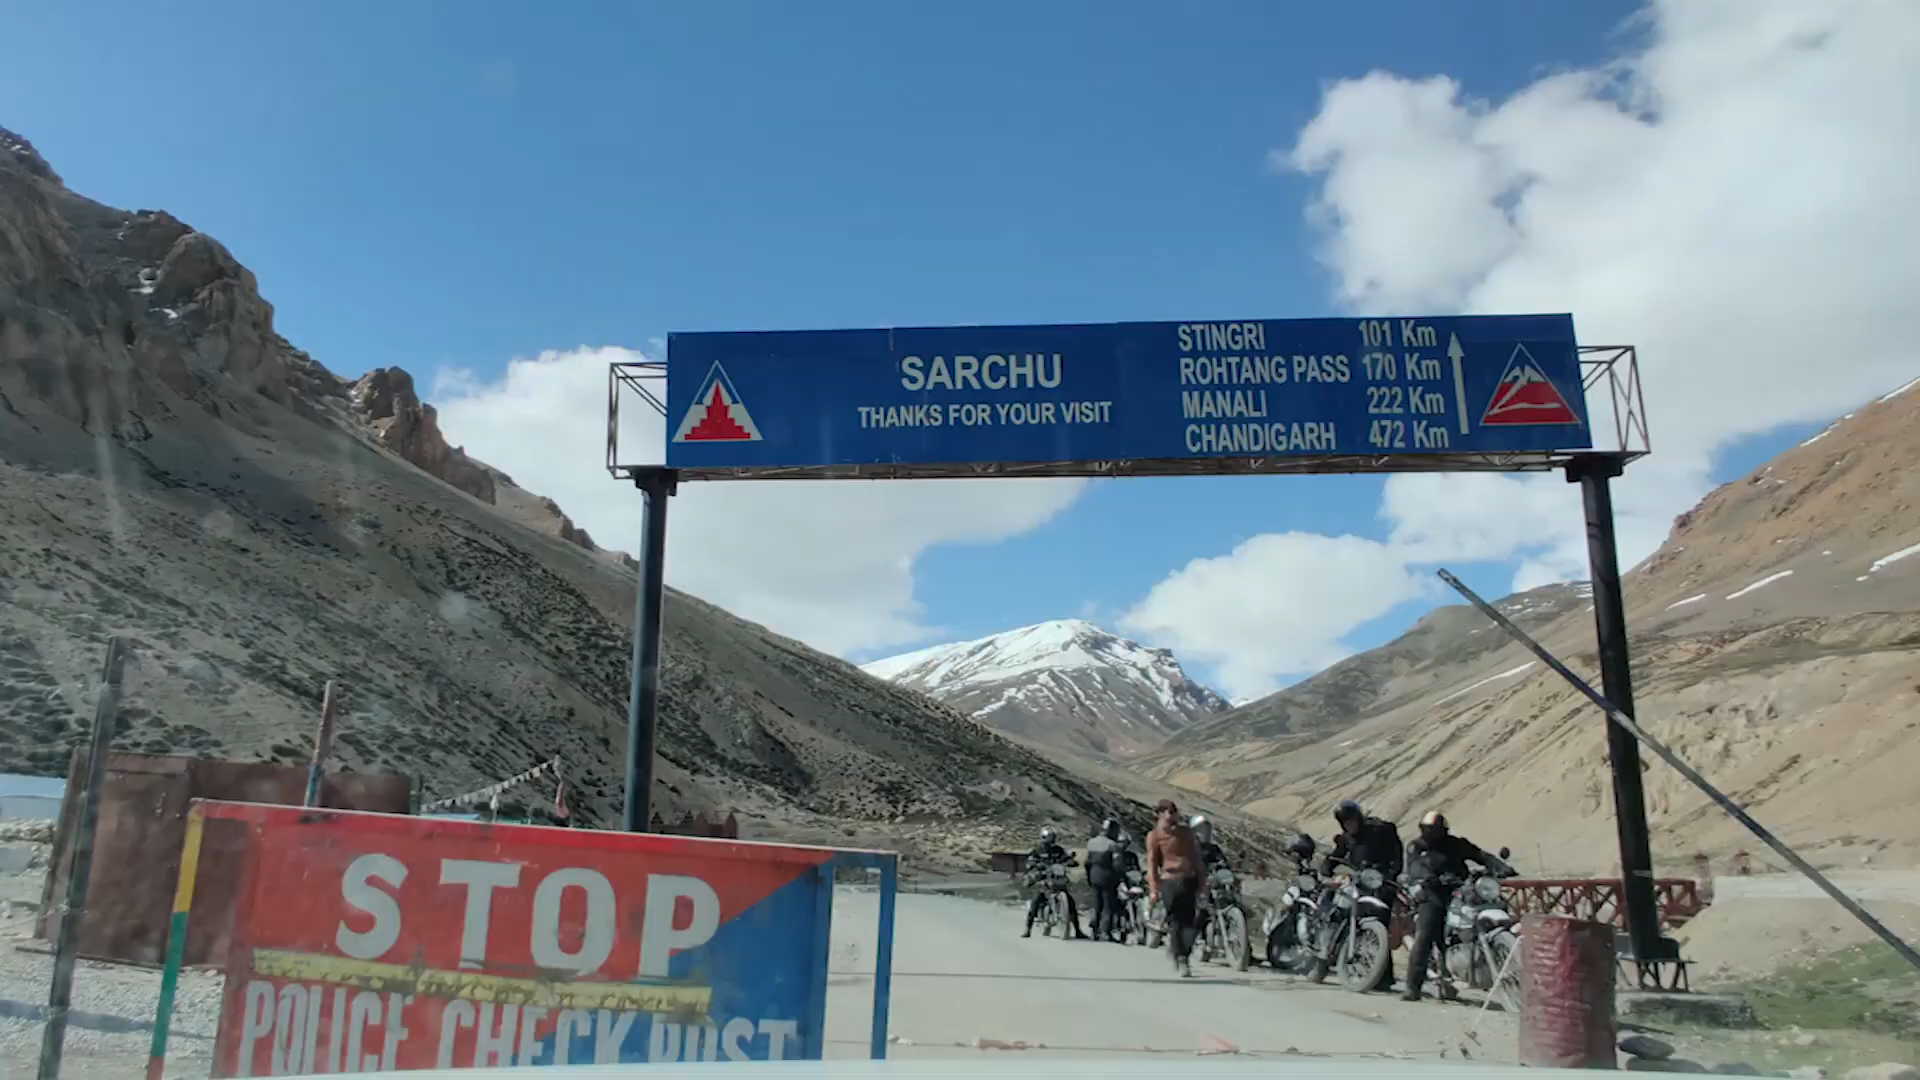 SARCHU
THANKS FOR YOUR VISIT
STINGRI 101 Km
ROHTANG PASS 170 Km
MANALI 222 Km
CHANDIGARH 472 Km
STOP
POLICE CHECK POST